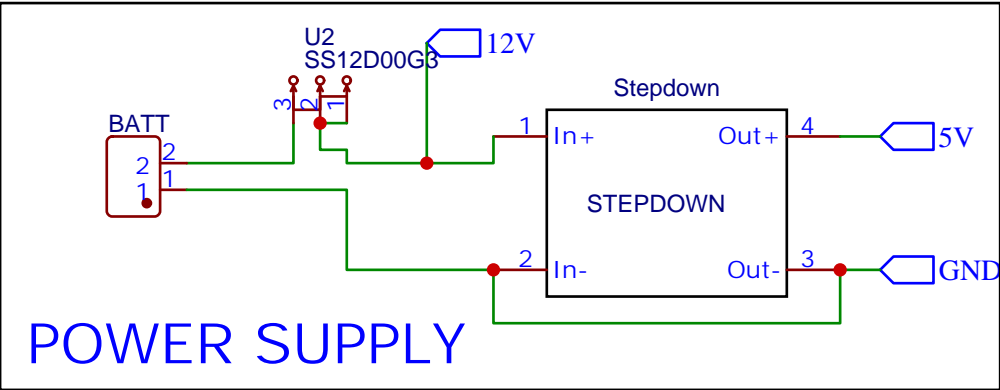 U2
SS12D00G3
12V
3
2
1
Stepdown
BATT
2
2
1
1
1
In+
Out+
4
5V
STEPDOWN
2
In-
Out-
3
GND
POWER SUPPLY